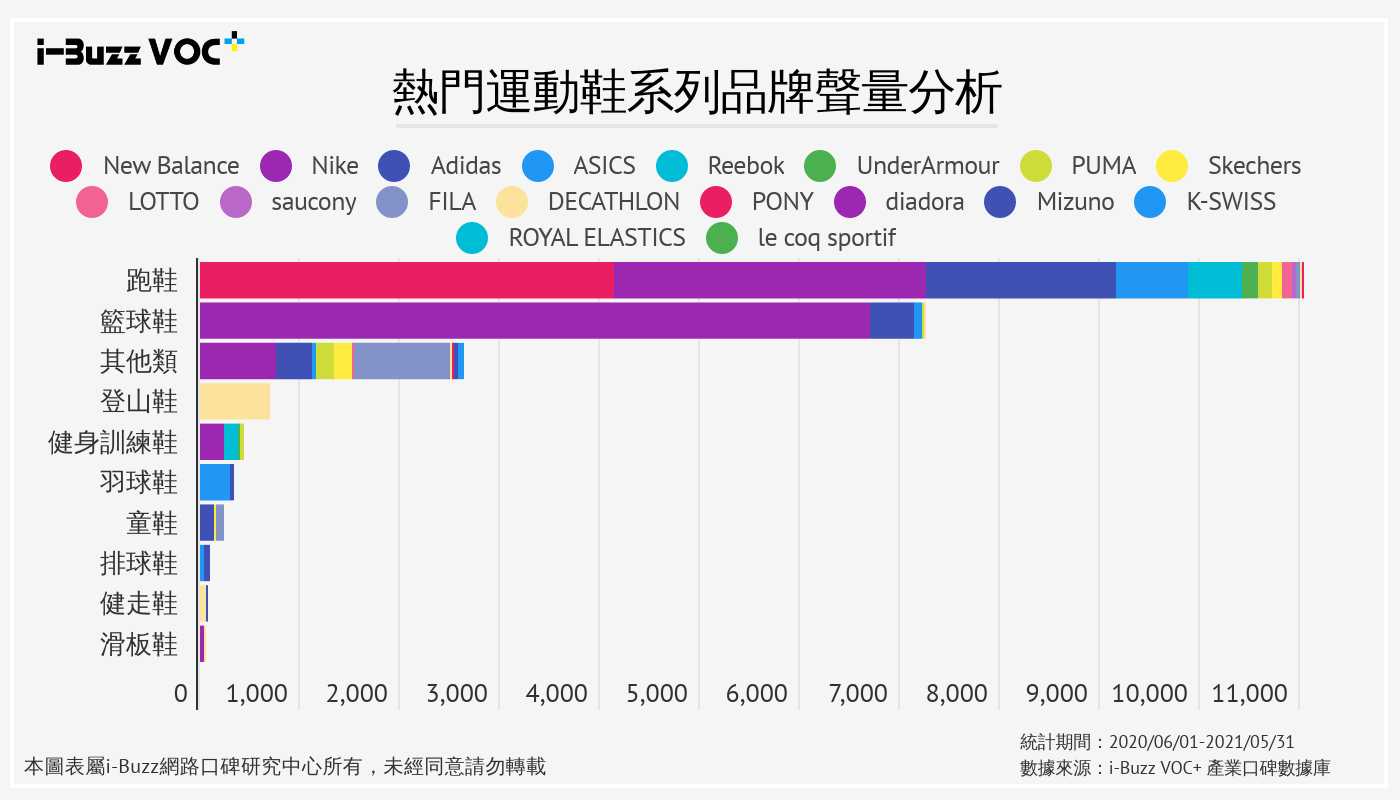 i-Buzz VOC+
熱門運動鞋系列品牌聲量分析
New Balance Nike Adidas ASICS Reebok UnderArmour PUMA Skechers
LOTTO saucony FILA DECATHLON PONY diadora Mizuno K-SWISS
ROYAL ELASTICS le coq sportif
跑鞋
籃球鞋
其他類
登山鞋
健身訓練鞋
羽球鞋
童鞋
排球鞋
健走鞋
滑板鞋
0 1,000 2,000 3,000 4,000 5,000 6,000 7,000 8,000 9,000 10,000 11,000
統計期間：2020/06/01-2021/05/31
本圖表屬i-Buzz網路口碑研究中心所有，未經同意請勿轉載
數據來源：i-Buzz VOC+ 產業口碑數據庫